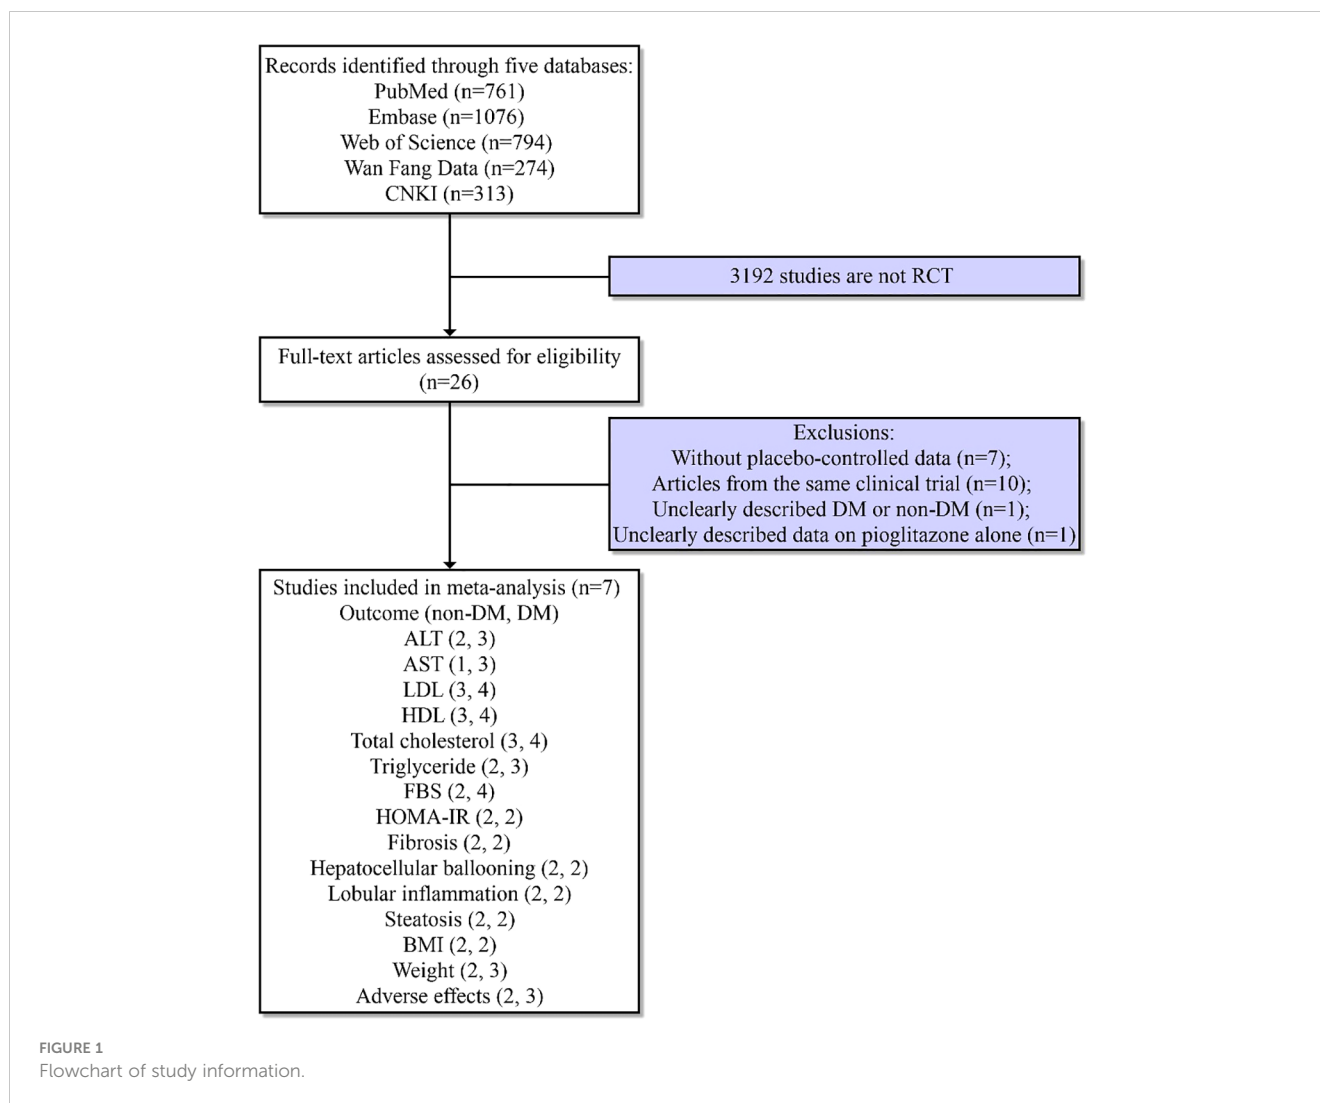 Records identified through five databases:
PubMed (n=761)
Embase (n=1076)
Web of Science (n=794)
Wan Fang Data (n=274)
CNKI (n=313)
3192 studies are not RCT
Full-text articles assessed for eligibility
(n=26)
Exclusions:
Without placebo-controlled data (n=7);
Articles from the same clinical trial (n=10);
Unclearly described DM or non-DM (n=1);
Unclearly described data on pioglitazone alone (n=1)
Studies included in meta-analysis (n=7)
Outcome (non-DM, DM)
ALT (2, 3)
AST (1, 3)
LDL (3, 4)
HDL (3, 4)
Total cholesterol (3, 4)
Triglyceride (2, 3)
FBS (2, 4)
HOMA-IR (2, 2)
Fibrosis (2, 2)
Hepatocellular ballooning (2, 2)
Lobular inflammation (2, 2)
Steatosis (2, 2)
BMI (2, 2)
Weight (2, 3)
Adverse effects (2, 3)
FIGURE 1
Flowchart of study information.